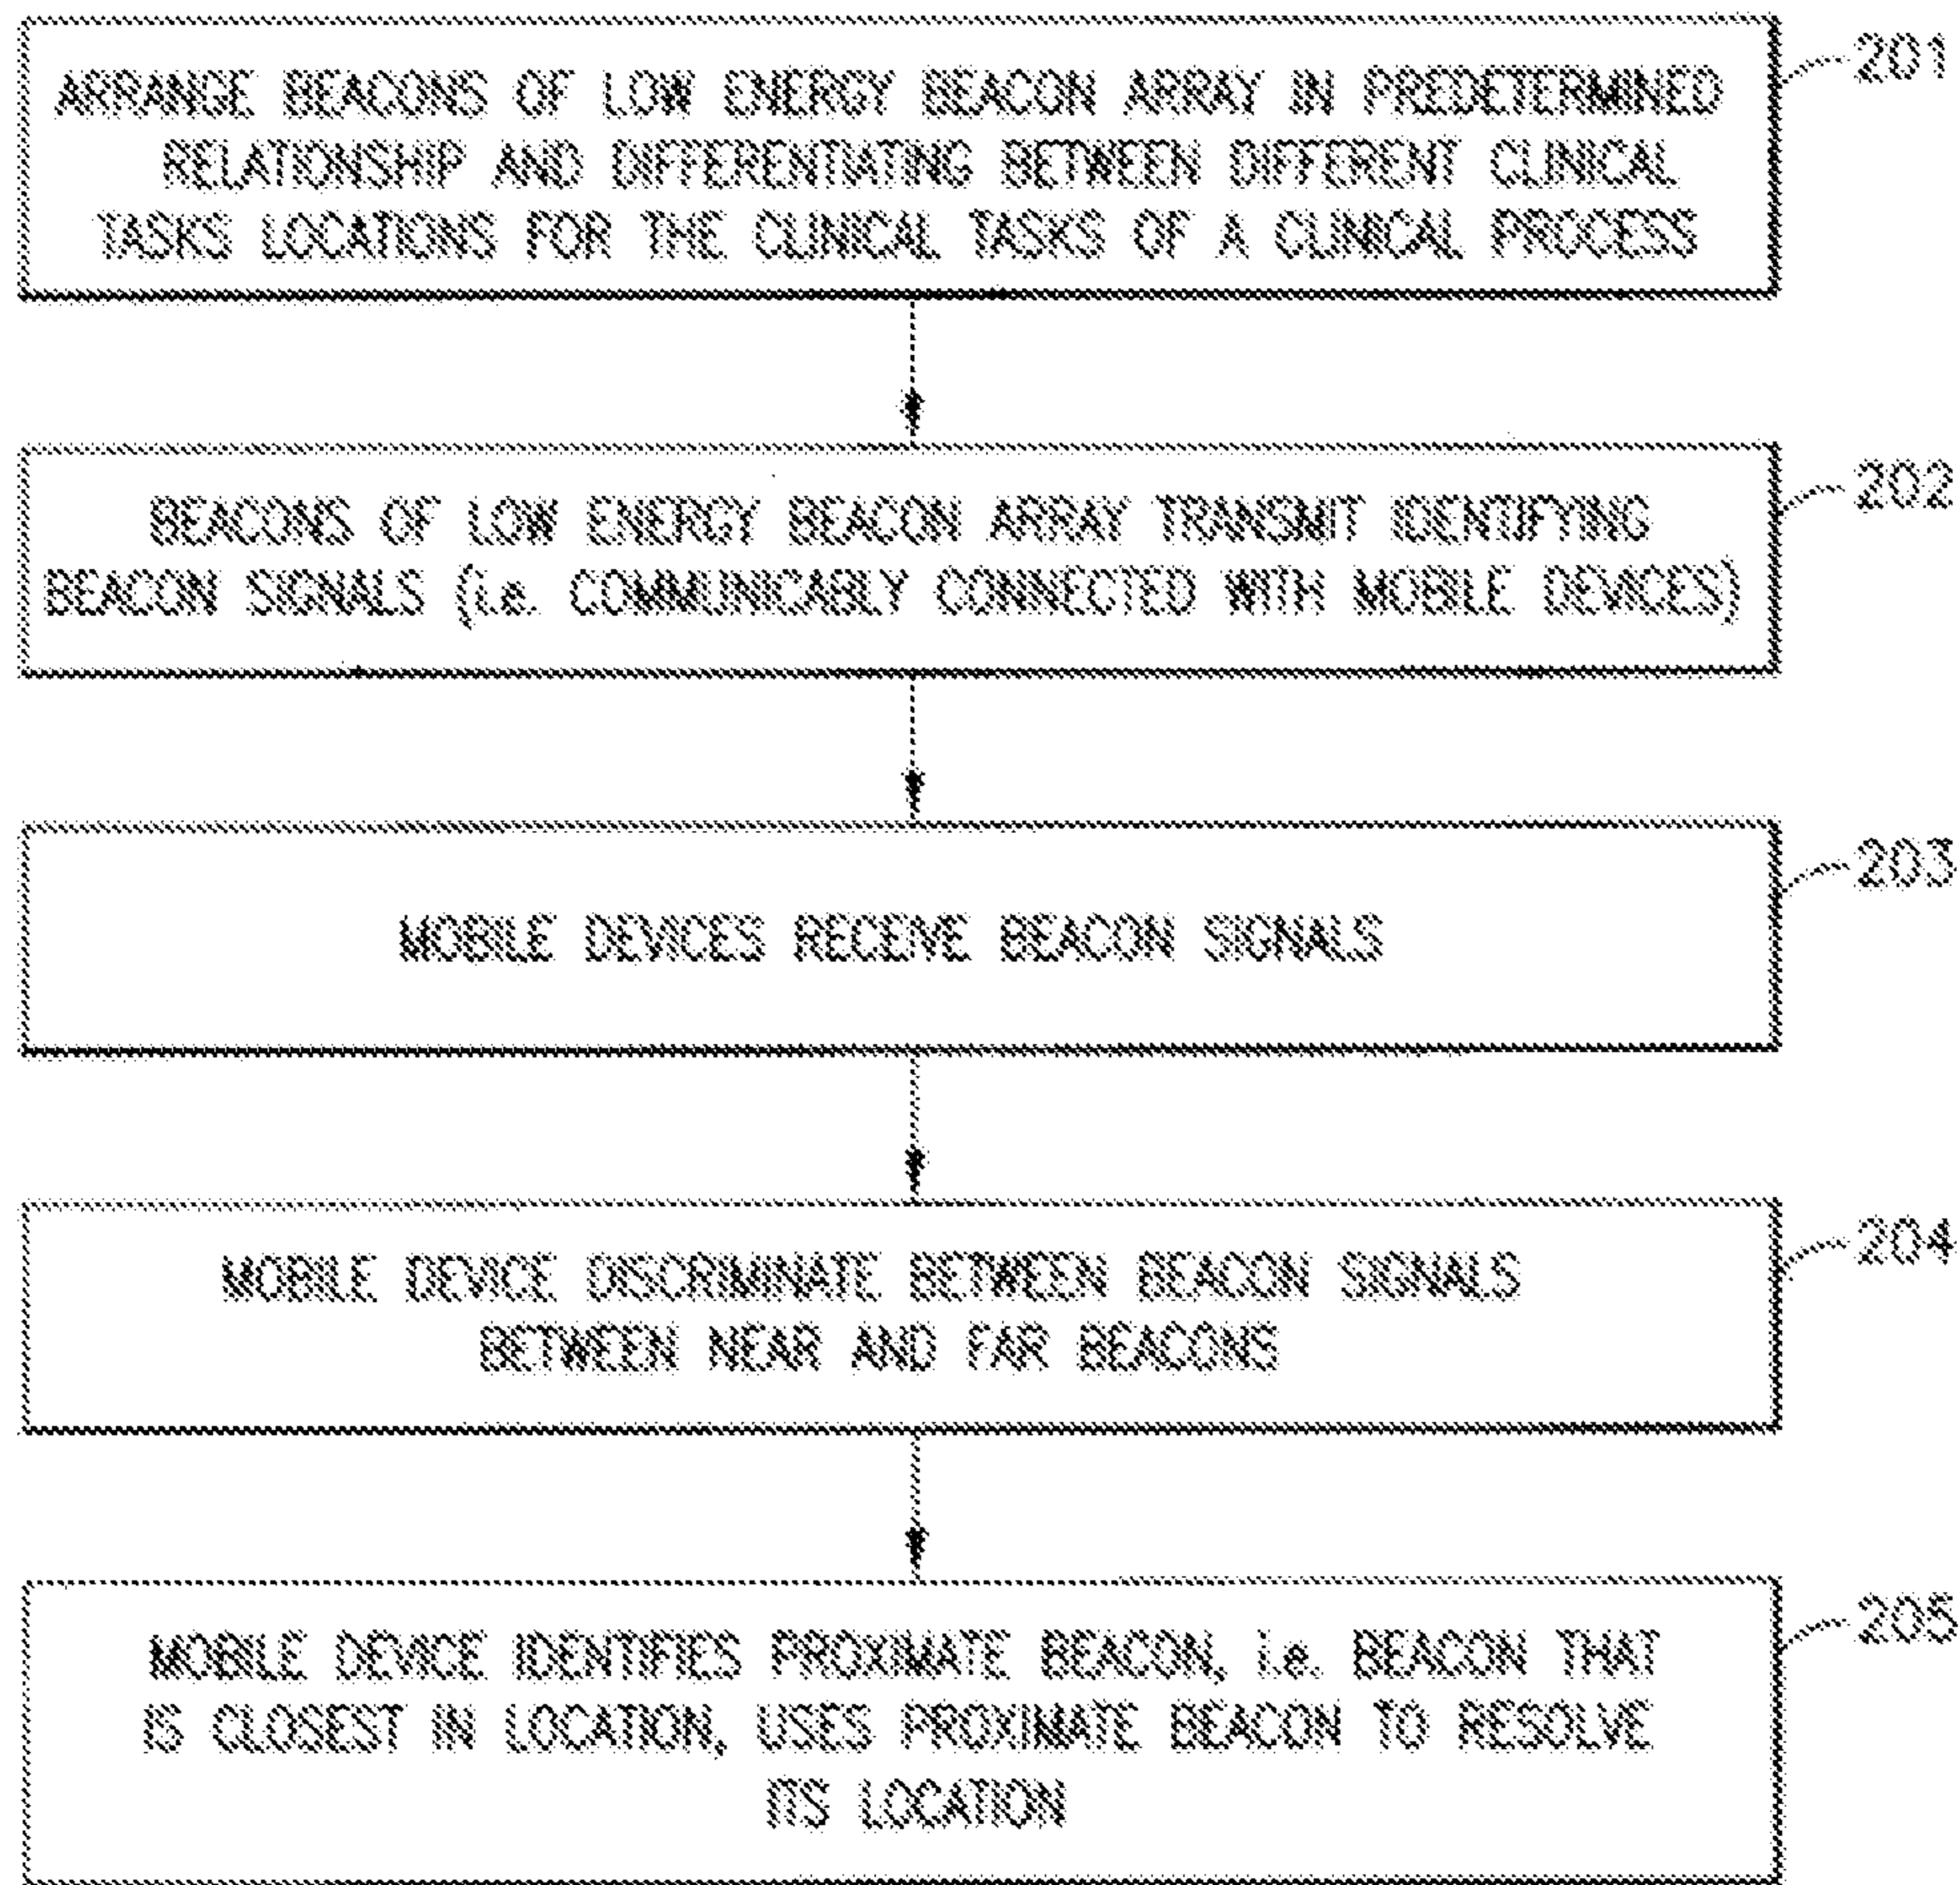 ARRANGE BEACONS OF LOW ENERGY BEACON ARRAY IN PREDETERMINED
RELATIONSHIP AND DIFFERENTIATING BETWEEN DIFFERENT CLINICAL
TASKS LOCATIONS FOR THE CLINICAL TASKS OF A CLINICAL PROCESS
201
BEACONS OF LOW ENERGY BEACON ARRAY TRANSMIT IDENTIFYING
BEACON SIGNALS (i.e. COMMUNICABLY CONNECTED WITH MOBILE DEVICES)
202
MOBILE DEVICES RECEIVE BEACON SIGNALS
203
MOBILE DEVICE DISCRIMINATE BETWEEN BEACON SIGNALS
BETWEEN NEAR AND FAR BEACONS
204
MOBILE DEVICE IDENTIFIES PROXIMATE BEACON, i.e. BEACON THAT
IS CLOSEST IN LOCATION, USES PROXIMATE BEACON TO RESOLVE
ITS LOCATION
205